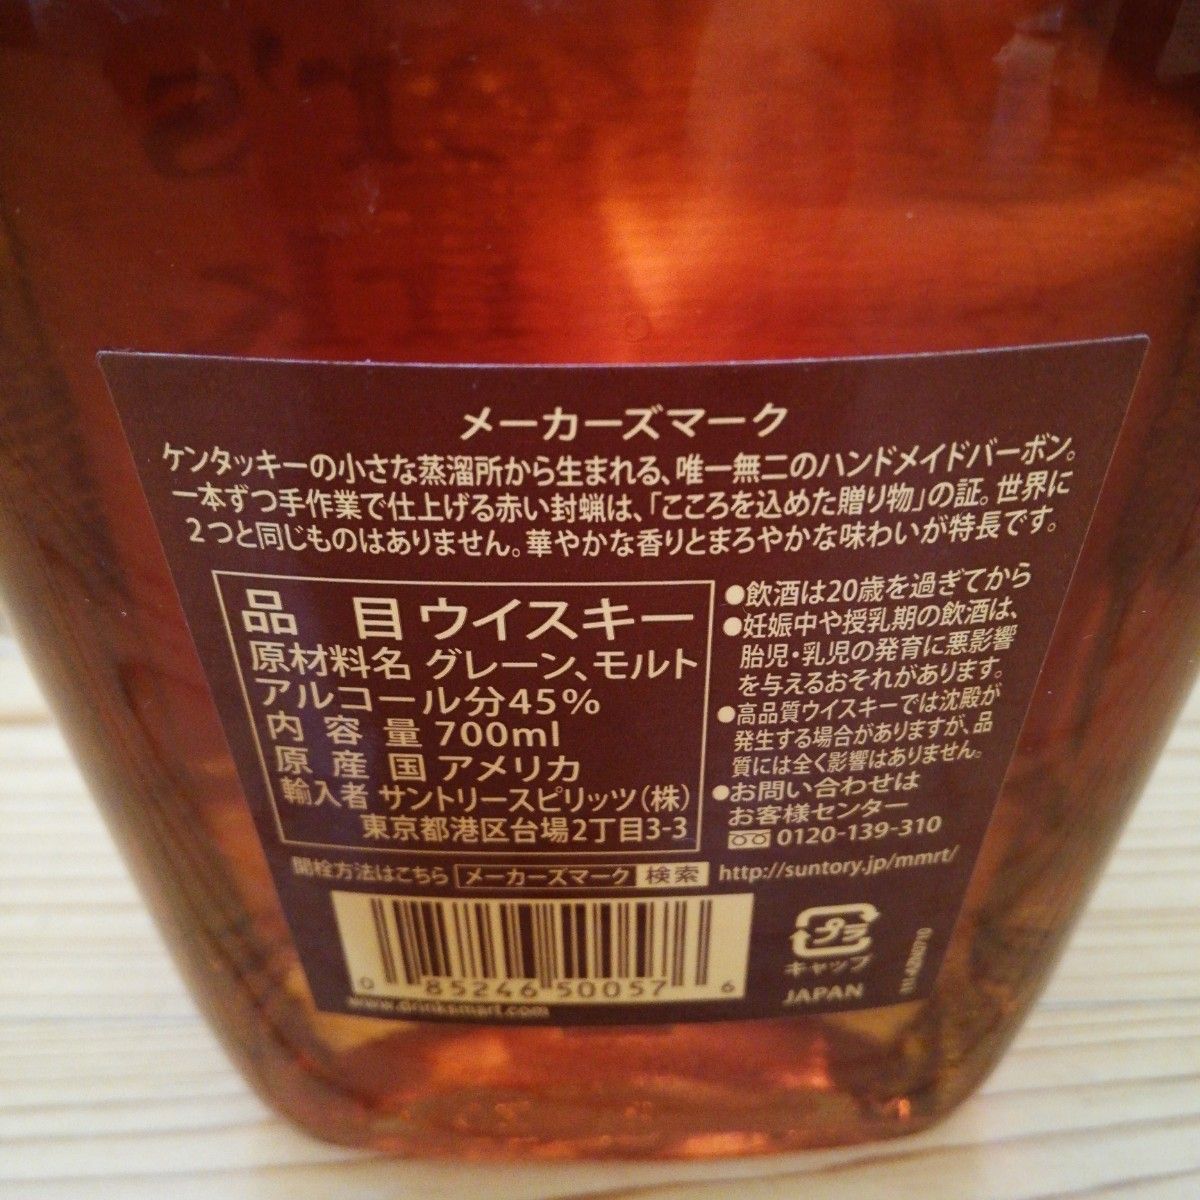 メーカーズマーク
ケンタッキーの小さな蒸溜所から生まれる、唯一無二のハンドメイドバーボン。
一本ずつ手作業で仕上げる赤い封蝋は、「こころを込めた贈り物」の証。世界に
2つと同じものはありません。華やかな香りとまろやかな味わいが特長です。
品 目 ウイスキー
原材料名 グレーン、モルト
アルコール分45%
内容量 700ml
原産国 アメリカ
輸入者 サントリースピリッツ(株)
東京都港区台場2丁目3-3
●飲酒は20歳を過ぎてから
●妊娠中や授乳期の飲酒は、
胎児・乳児の発育に悪影響
を与えるおそれがあります。
●高品質ウイスキーでは沈殿が
発生する場合がありますが、品
質には全く影響はありません。
●お問い合わせは
お客様センター
0120-139-310
開栓方法はこちら メーカーズマーク 検索 http://suntory.jp/mmrt/
0 85246 50057 6
www.drinksmart.com
プラ
キャップ
JAPAN